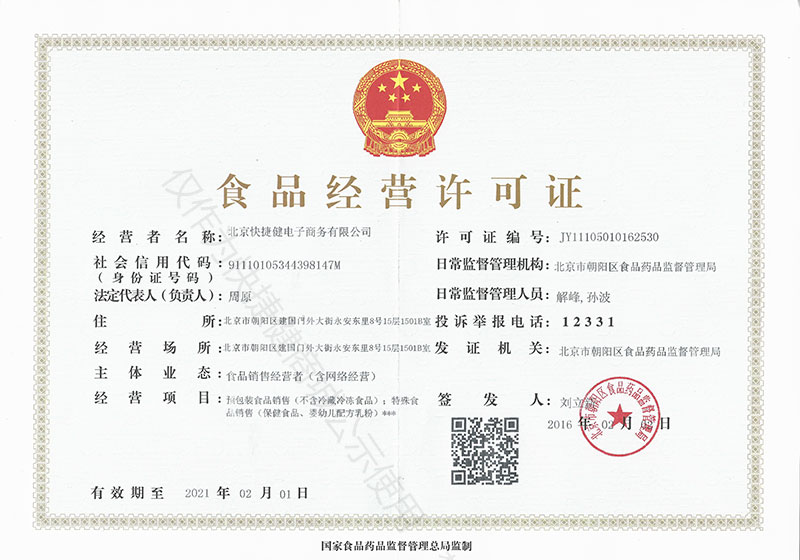 食品经营许可证
经营者名称：北京快捷健电子商务有限公司
许可证编号：JY11105010162530
社会信用代码：91110105344398147M
（身份证号码）
日常监督管理机构：北京市朝阳区食品药品监督管理局
法定代表人（负责人）：周原
日常监督管理人员：解峰,孙波
住所：北京市朝阳区建国门外大街永安东里8号15层1501B室
投诉举报电话：12331
经营场所：北京市朝阳区建国门外大街永安东里8号15层1501B室
发证机关：北京市朝阳区食品药品监督管理局
主体业态：食品销售经营者（含网络经营）
经营项目：预包装食品销售（不含冷藏冷冻食品）；特殊食
品销售（保健食品、婴幼儿配方乳粉）***
签发人：刘立
2016 年 02 月 日
北京市朝阳区食品药品监督管理局
有效期至：2021 年 02 月 01 日
国家食品药品监督管理总局监制